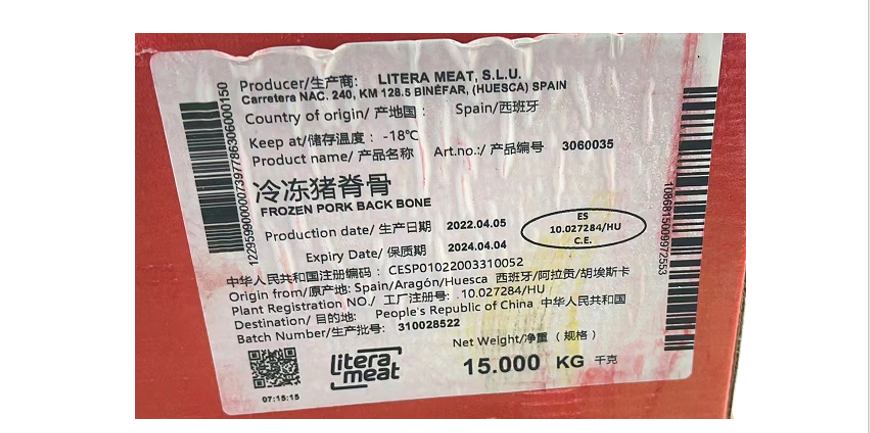 Producer/生产商: LITERA MEAT, S.L.U.
Carretera NAC. 240, KM 128.5 BINÉFAR, (HUESCA) SPAIN
Country of origin/ 产地国 : Spain/西班牙
Keep at/储存温度 : -18℃
Product name/ 产品名称 Art.no.:/ 产品编号 3060035
冷冻猪脊骨
FROZEN PORK BACK BONE
Production date/ 生产日期 2022.04.05
Expiry Date/ 保质期 2024.04.04
ES
10.027284/HU
C.E.
中华人民共和国注册编码 : CESP01022003310052
Origin from/原产地: Spain/Aragón/Huesca 西班牙/阿拉贡/胡埃斯卡
Plant Registration NO./ 工厂注册号: 10.027284/HU
Destination/ 目的地: People's Republic of China 中华人民共和国
Batch Number/生产批号: 310028522
Net Weight/净重 ( 规格 )
15.000 KG 千克
litera
meat
07:15:15